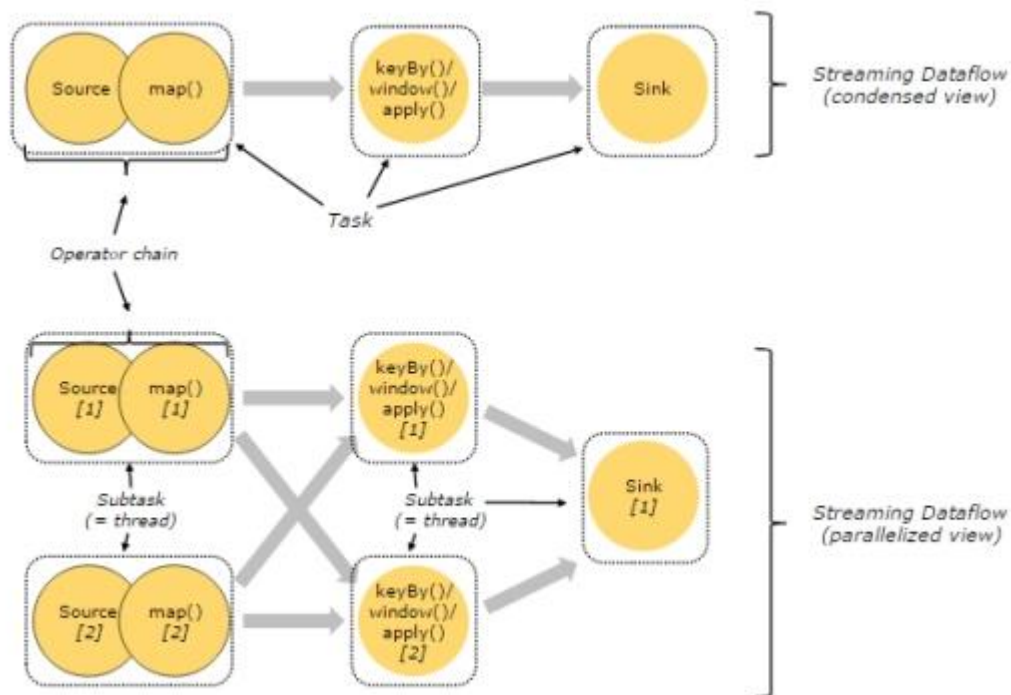 Source
map()
keyBy()/
window()/
apply()
Sink
Streaming Dataflow
(condensed view)
Task
Operator chain
Source
[1]
map()
[1]
keyBy()/
window()/
apply()
[1]
Subtask
(= thread)
Subtask
(= thread)
Sink
[1]
Streaming Dataflow
(parallelized view)
Source
[2]
map()
[2]
keyBy()/
window()/
apply()
[2]